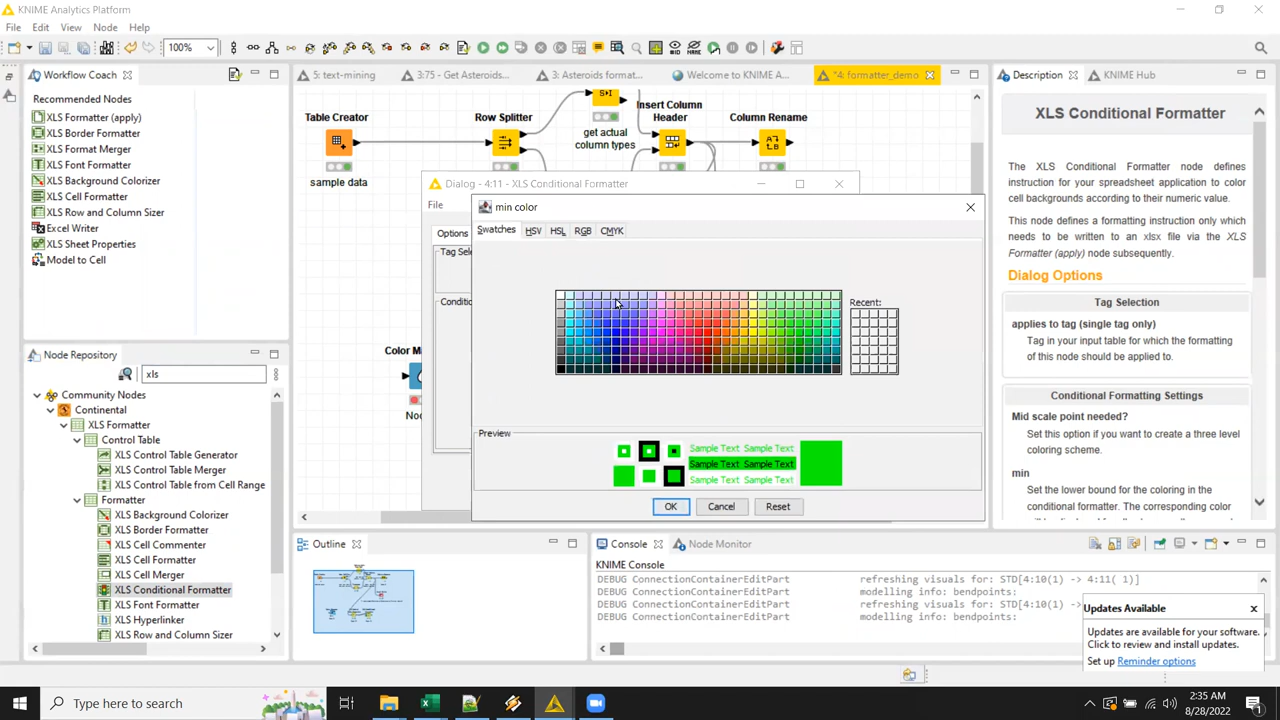 KNIME Analytics Platform
File Edit View Node Help
100%
Workflow Coach
Recommended Nodes
XLS Formatter (apply)
XLS Border Formatter
XLS Format Merger
XLS Font Formatter
XLS Background Colorizer
XLS Cell Formatter
XLS Row and Column Sizer
Excel Writer
XLS Sheet Properties
Model to Cell
Node Repository
xls
Community Nodes
Continental
XLS Formatter
Control Table
XLS Control Table Generator
XLS Control Table Merger
XLS Control Table from Cell Range
Formatter
XLS Background Colorizer
XLS Border Formatter
XLS Cell Commenter
XLS Cell Formatter
XLS Cell Merger
XLS Conditional Formatter
XLS Font Formatter
XLS Hyperlinker
XLS Row and Column Sizer
5: text-mining
3:75 - Get Asteroids...
3: Asteroids format...
Welcome to KNIME A...
*4: formatter_demo
Table Creator
sample data
Row Splitter
S▸I
get actual
column types
Insert Column
Header
Column Rename
Color Ma
No
Dialog - 4:11 - XLS Conditional Formatter
File
Options
Tag Sele
Conditic
min color
Swatches HSV HSL RGB CMYK
Recent:
Preview
Sample Text Sample Text
Sample Text Sample Text
Sample Text Sample Text
OK Cancel Reset
Outline
Console
Node Monitor
KNIME Console
DEBUG ConnectionContainerEditPart refreshing visuals for: STD[4:10(1) -> 4:11( 1)]
DEBUG ConnectionContainerEditPart modelling info: bendpoints:
DEBUG ConnectionContainerEditPart refreshing visuals for: STD[4:10(1) ->
DEBUG ConnectionContainerEditPart modelling info: bendpoints:
Description
KNIME Hub
XLS Conditional Formatter
The XLS Conditional Formatter node defines
instruction for your spreadsheet application to color
cell backgrounds according to their numeric value.
This node defines a formatting instruction only which
needs to be written to an xlsx file via the XLS
Formatter (apply) node subsequently.
Dialog Options
Tag Selection
applies to tag (single tag only)
Tag in your input table for which the formatting
of this node should be applied to.
Conditional Formatting Settings
Mid scale point needed?
Set this option if you want to create a three level
coloring scheme.
min
Set the lower bound for the coloring in the
Updates Available
Updates are available for your software.
Click to review and install updates.
Set up Reminder options
Type here to search
2:35 AM
8/28/2022